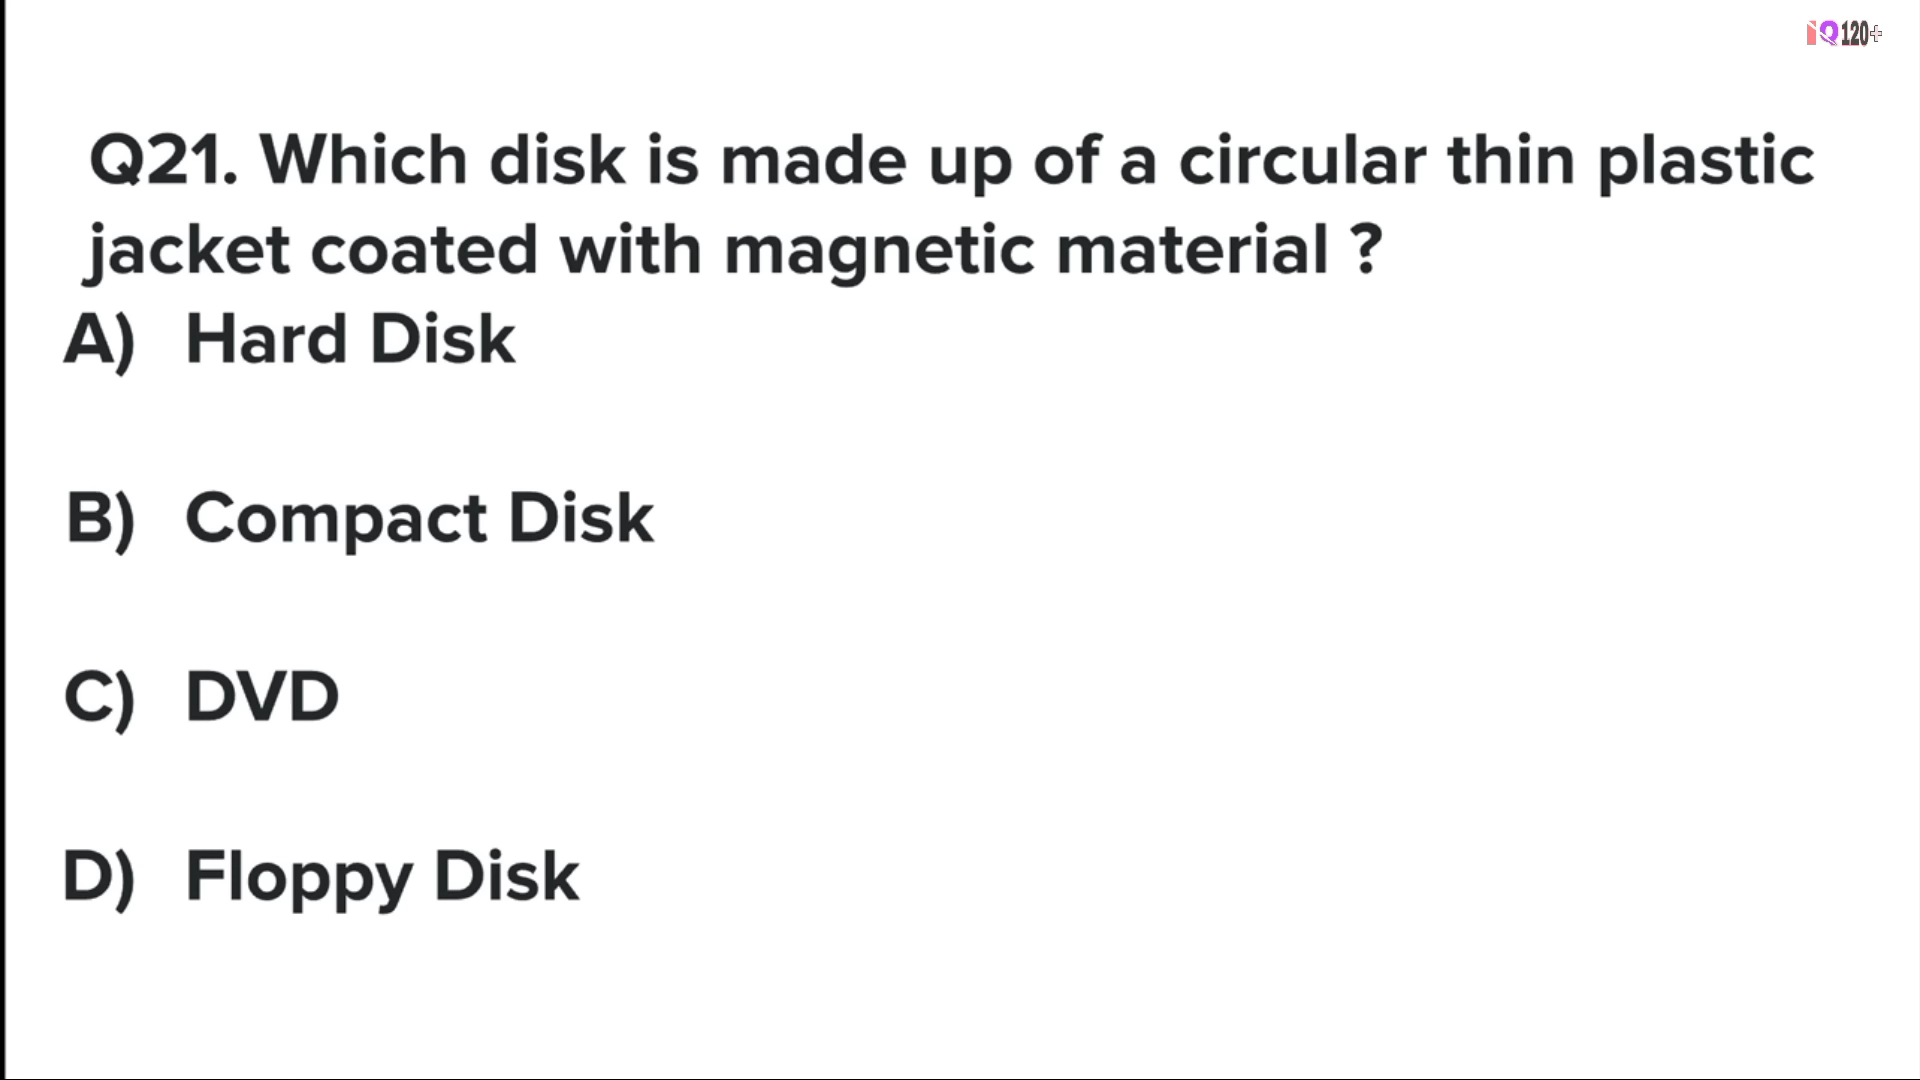 iQ120+
Q21. Which disk is made up of a circular thin plastic
jacket coated with magnetic material ?
A) Hard Disk
B) Compact Disk
C) DVD
D) Floppy Disk